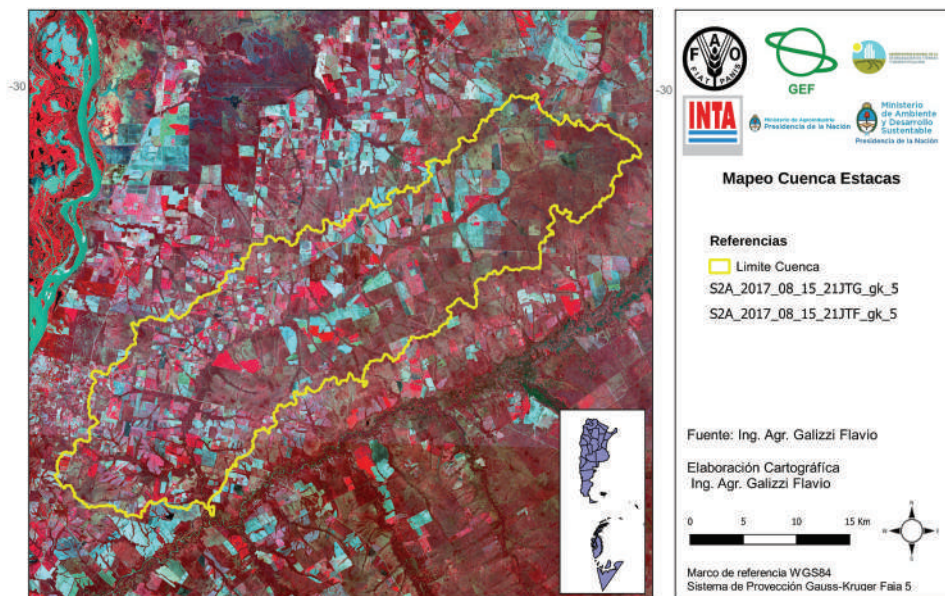 -30
-30
FAO
FIAT PANIS
GEF
INTA
Ministerio de Agroindustria
Presidencia de la Nación
Ministerio
de Ambiente
y Desarrollo
Sustentable
Presidencia de la Nación
Mapeo Cuenca Estacas
Referencias
Limite Cuenca
S2A_2017_08_15_21JTG_gk_5
S2A_2017_08_15_21JTF_gk_5
Fuente: Ing. Agr. Galizzi Flavio
Elaboración Cartográfica
Ing. Agr. Galizzi Flavio
0 5 10 15 Km
Marco de referencia WGS84
Sistema de Proyección Gauss-Kruger Faja 5